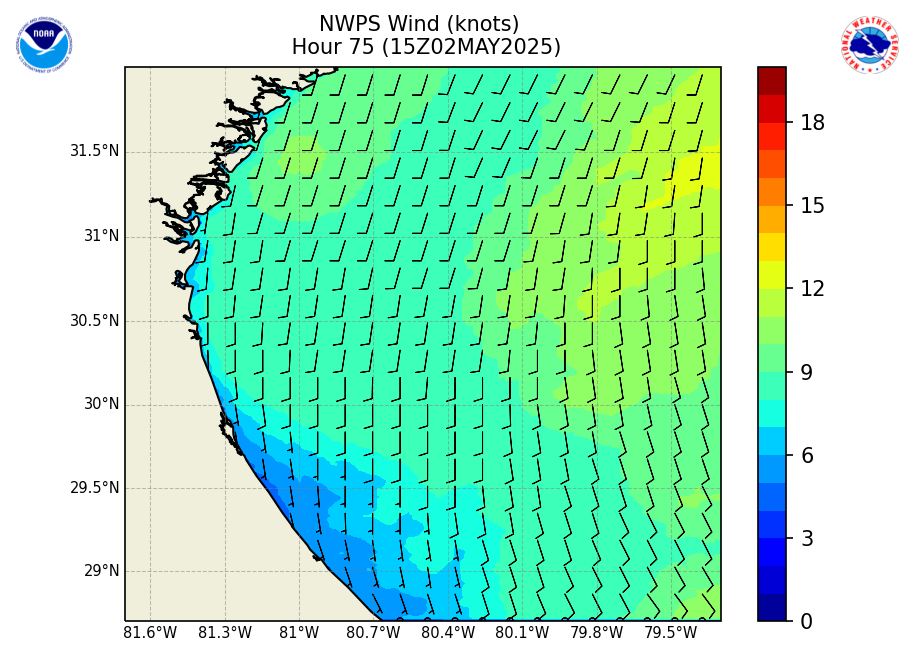 NWPS Wind (knots)
Hour 75 (15Z02MAY2025)
NOAA
NATIONAL WEATHER SERVICE
31.5°N
31°N
30.5°N
30°N
29.5°N
29°N
81.6°W 81.3°W 81°W 80.7°W 80.4°W 80.1°W 79.8°W 79.5°W
18
15
12
9
6
3
0